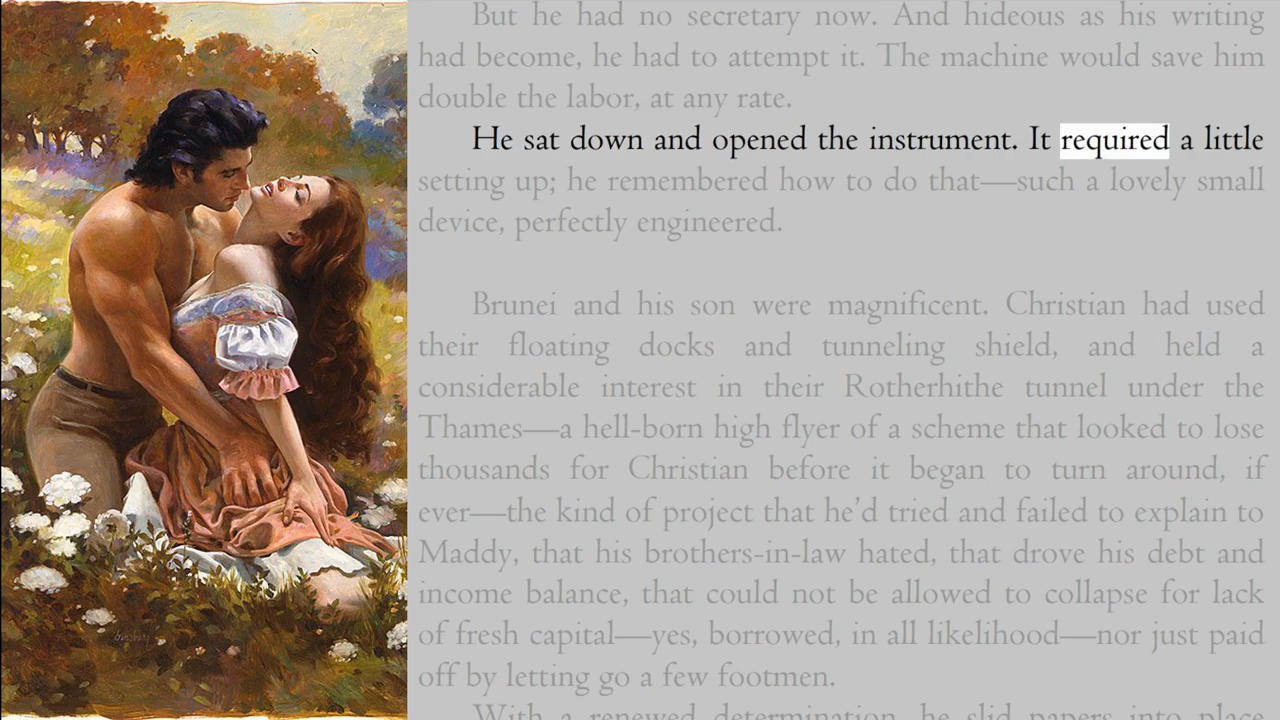 But he had no secretary now. And hideous as his writing
had become, he had to attempt it. The machine would save him
double the labor, at any rate.
He sat down and opened the instrument. It required a little
setting up; he remembered how to do that—such a lovely small
device, perfectly engineered.
Brunei and his son were magnificent. Christian had used
their floating docks and tunneling shield, and held a
considerable interest in their Rotherhithe tunnel under the
Thames—a hell-born high flyer of a scheme that looked to lose
thousands for Christian before it began to turn around, if
ever—the kind of project that he’d tried and failed to explain to
Maddy, that his brothers-in-law hated, that drove his debt and
income balance, that could not be allowed to collapse for lack
of fresh capital—yes, borrowed, in all likelihood—nor just paid
off by letting go a few footmen.
With a renewed determination, he slid papers into place